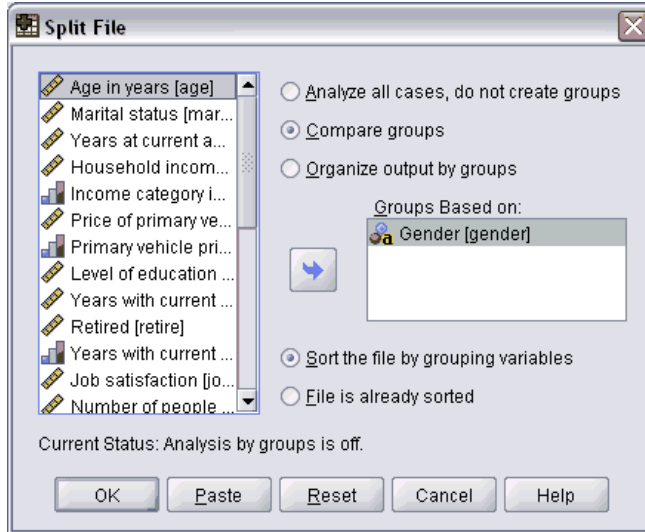 Split File
Age in years [age]
Marital status [mar...
Years at current a...
Household incom...
Income category i...
Price of primary ve...
Primary vehicle pri...
Level of education ...
Years with current ...
Retired [retire]
Years with current ...
Job satisfaction [jo...
Number of people ...
Analyze all cases, do not create groups
Compare groups
Organize output by groups
Groups Based on:
Gender [gender]
Sort the file by grouping variables
File is already sorted
Current Status: Analysis by groups is off.
OK
Paste
Reset
Cancel
Help